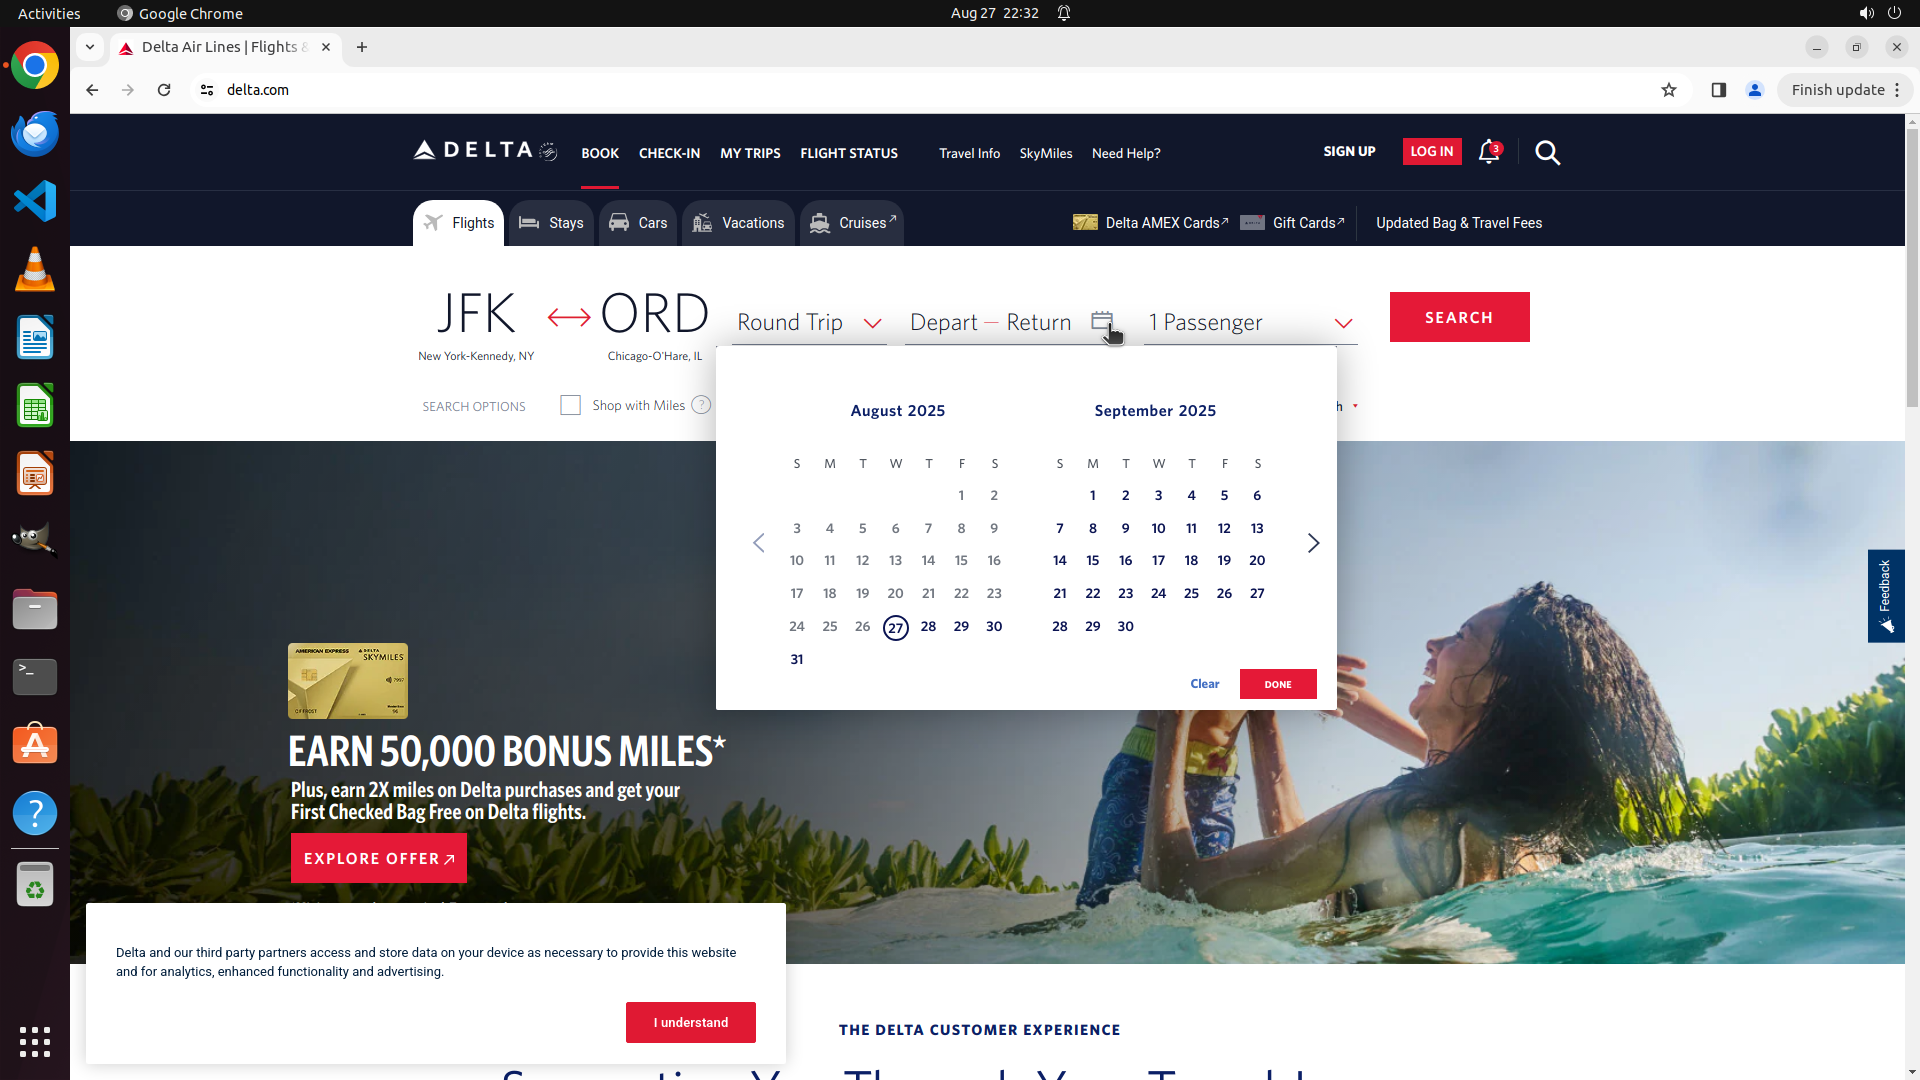 Activities
Google Chrome
Aug 27 22:32
Delta Air Lines | Flights &
delta.com
Finish update
DELTA
BOOK
CHECK-IN
MY TRIPS
FLIGHT STATUS
Travel Info
SkyMiles
Need Help?
SIGN UP
LOG IN
3
Flights
Stays
Cars
Vacations
Cruises
Delta AMEX Cards
Gift Cards
Updated Bag & Travel Fees
JFK
ORD
New York-Kennedy, NY
Chicago-O'Hare, IL
Round Trip
Depart — Return
1 Passenger
SEARCH
SEARCH OPTIONS
Shop with Miles ?
h
August 2025
S M T W T F S
1 2
3 4 5 6 7 8 9
10 11 12 13 14 15 16
17 18 19 20 21 22 23
24 25 26 27 28 29 30
31
September 2025
S M T W T F S
1 2 3 4 5 6
7 8 9 10 11 12 13
14 15 16 17 18 19 20
21 22 23 24 25 26 27
28 29 30
Clear
DONE
Feedback
AMERICAN EXPRESS
DELTA
SKYMILES
EARN 50,000 BONUS MILES*
Plus, earn 2X miles on Delta purchases and get your
First Checked Bag Free on Delta flights.
EXPLORE OFFER
Delta and our third party partners access and store data on your device as necessary to provide this website
and for analytics, enhanced functionality and advertising.
I understand
THE DELTA CUSTOMER EXPERIENCE